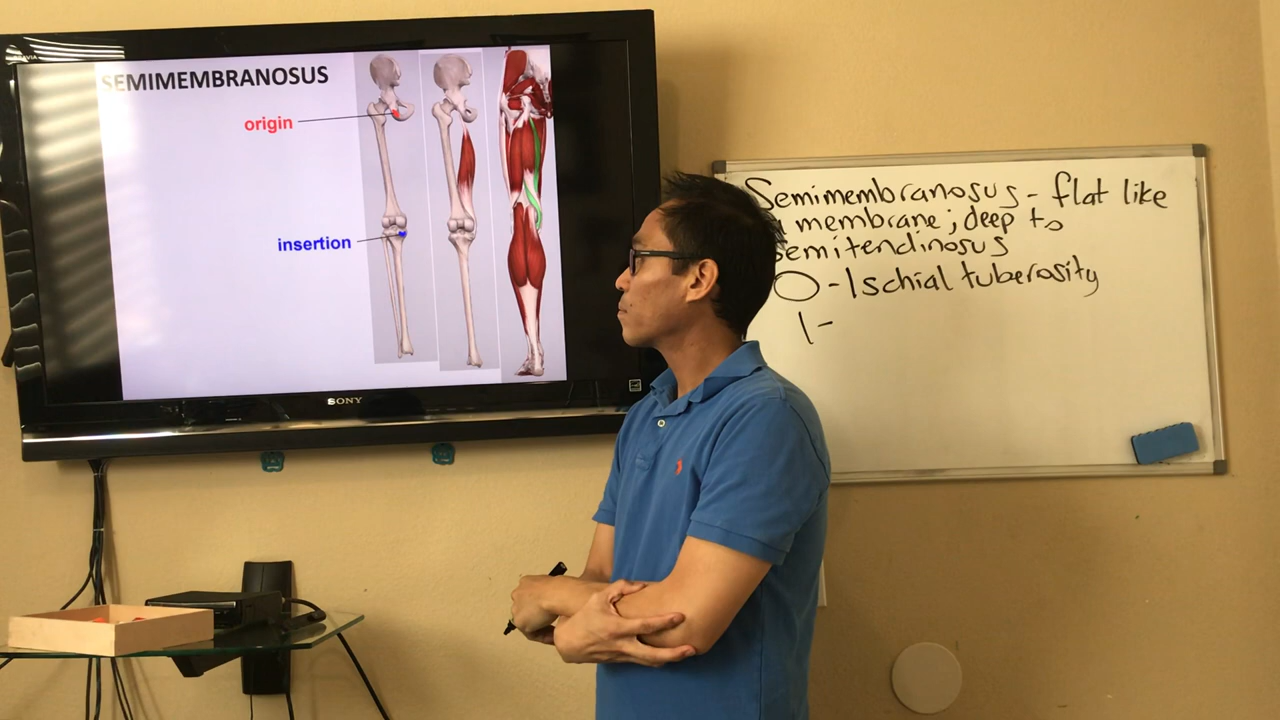 SEMIMEMBRANOSUS
origin
insertion
SONY
Semimembranosus - flat like
a membrane; deep to
semitendinosus
O - Ischial tuberosity
I -